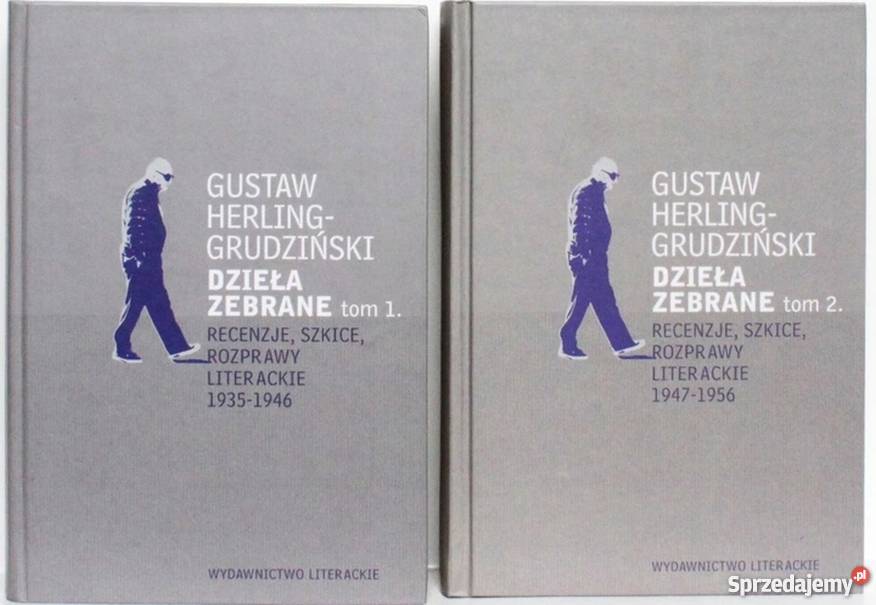 GUSTAW
HERLING-
GRUDZIŃSKI
DZIEŁA
ZEBRANE tom 1.
RECENZJE, SZKICE,
ROZPRAWY
LITERACKIE
1935-1946
WYDAWNICTWO LITERACKIE
GUSTAW
HERLING-
GRUDZIŃSKI
DZIEŁA
ZEBRANE tom 2.
RECENZJE, SZKICE,
ROZPRAWY
LITERACKIE
1947-1956
WYDAWNICTWO LITERACKIE
Sprzedajemy.pl